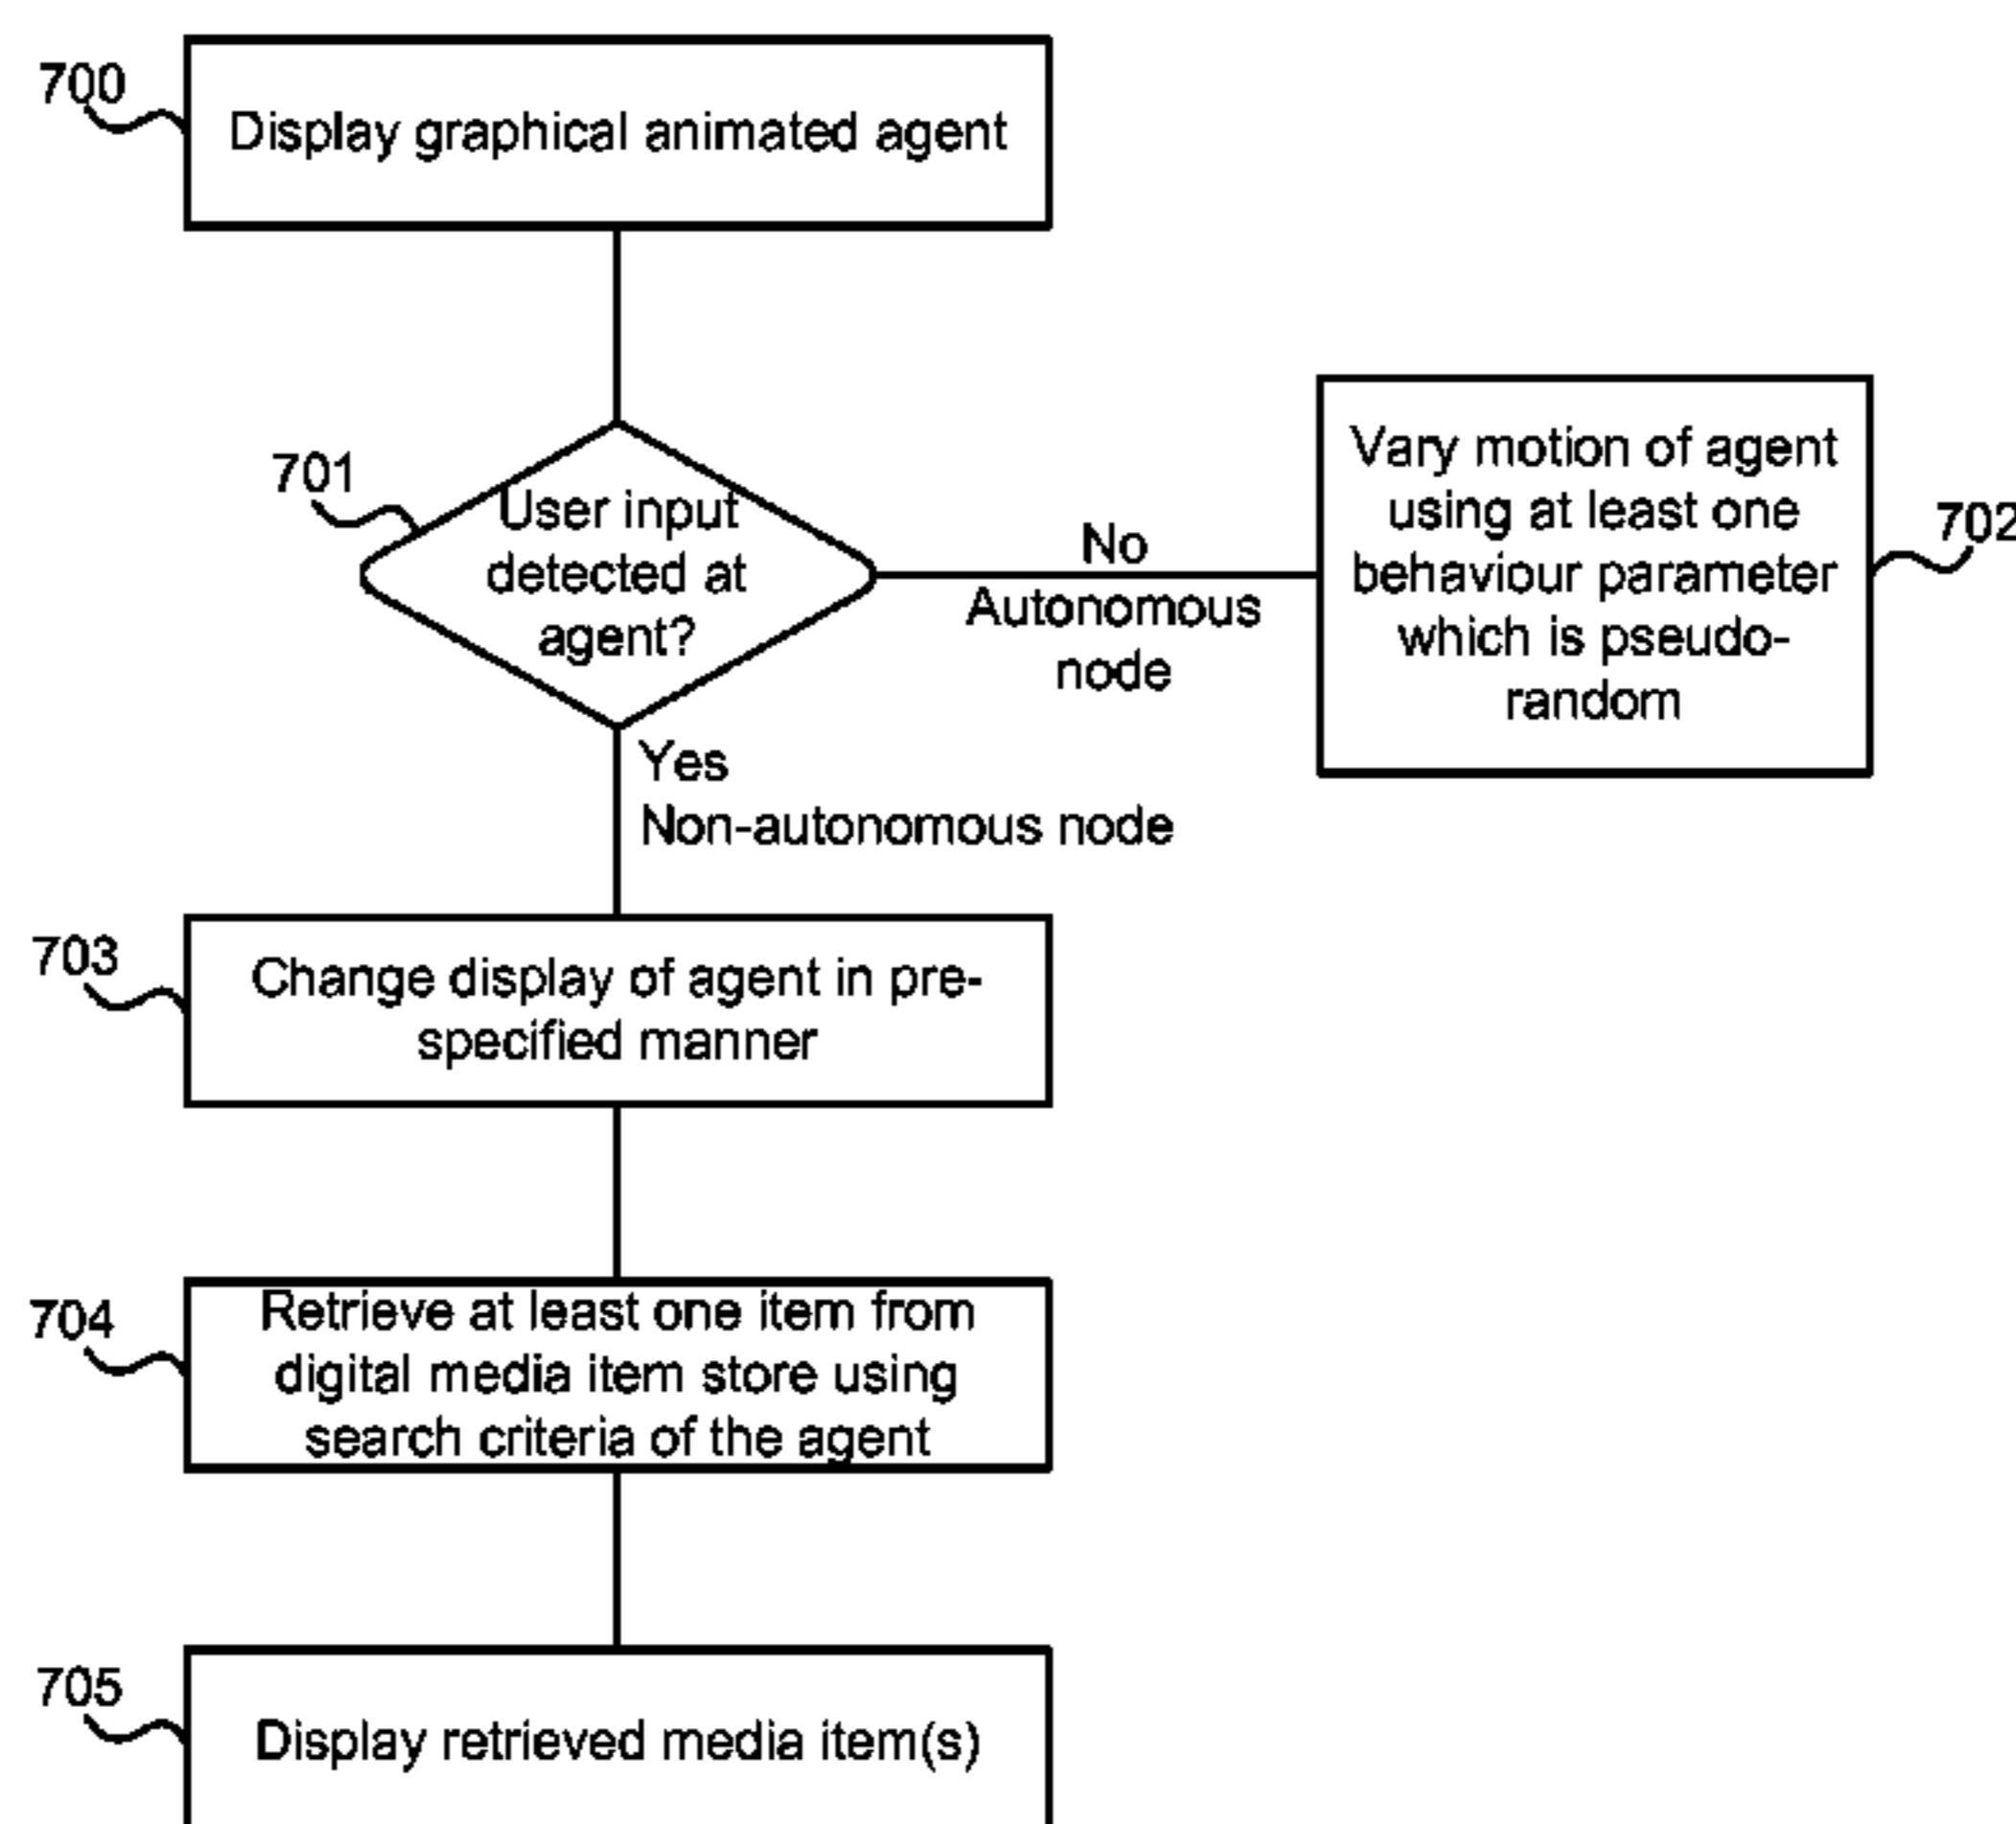 700
Display graphical animated agent
701
User input
detected at
agent?
No
Autonomous
node
Vary motion of agent
using at least one
behaviour parameter
which is pseudo-
random
702
Yes
Non-autonomous node
703
Change display of agent in pre-
specified manner
704
Retrieve at least one item from
digital media item store using
search criteria of the agent
705
Display retrieved media item(s)